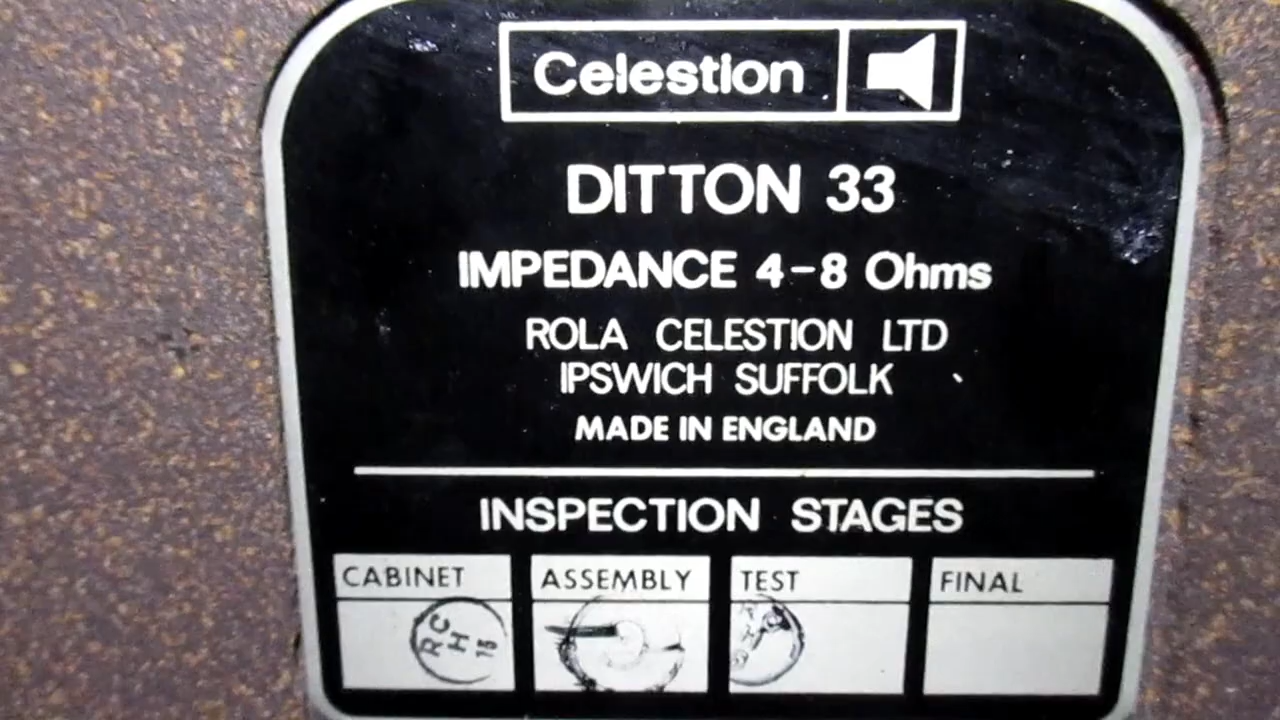 Celestion
DITTON 33
IMPEDANCE 4-8 Ohms
ROLA CELESTION LTD
IPSWICH SUFFOLK
MADE IN ENGLAND
INSPECTION STAGES
CABINET ASSEMBLY TEST FINAL
RC
H